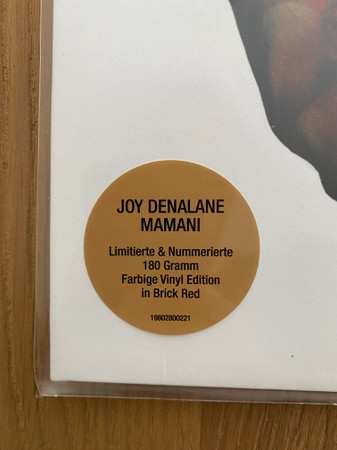 JOY DENALANE
MAMANI
Limitierte & Nummerierte
180 Gramm
Farbige Vinyl Edition
in Brick Red
19802800221